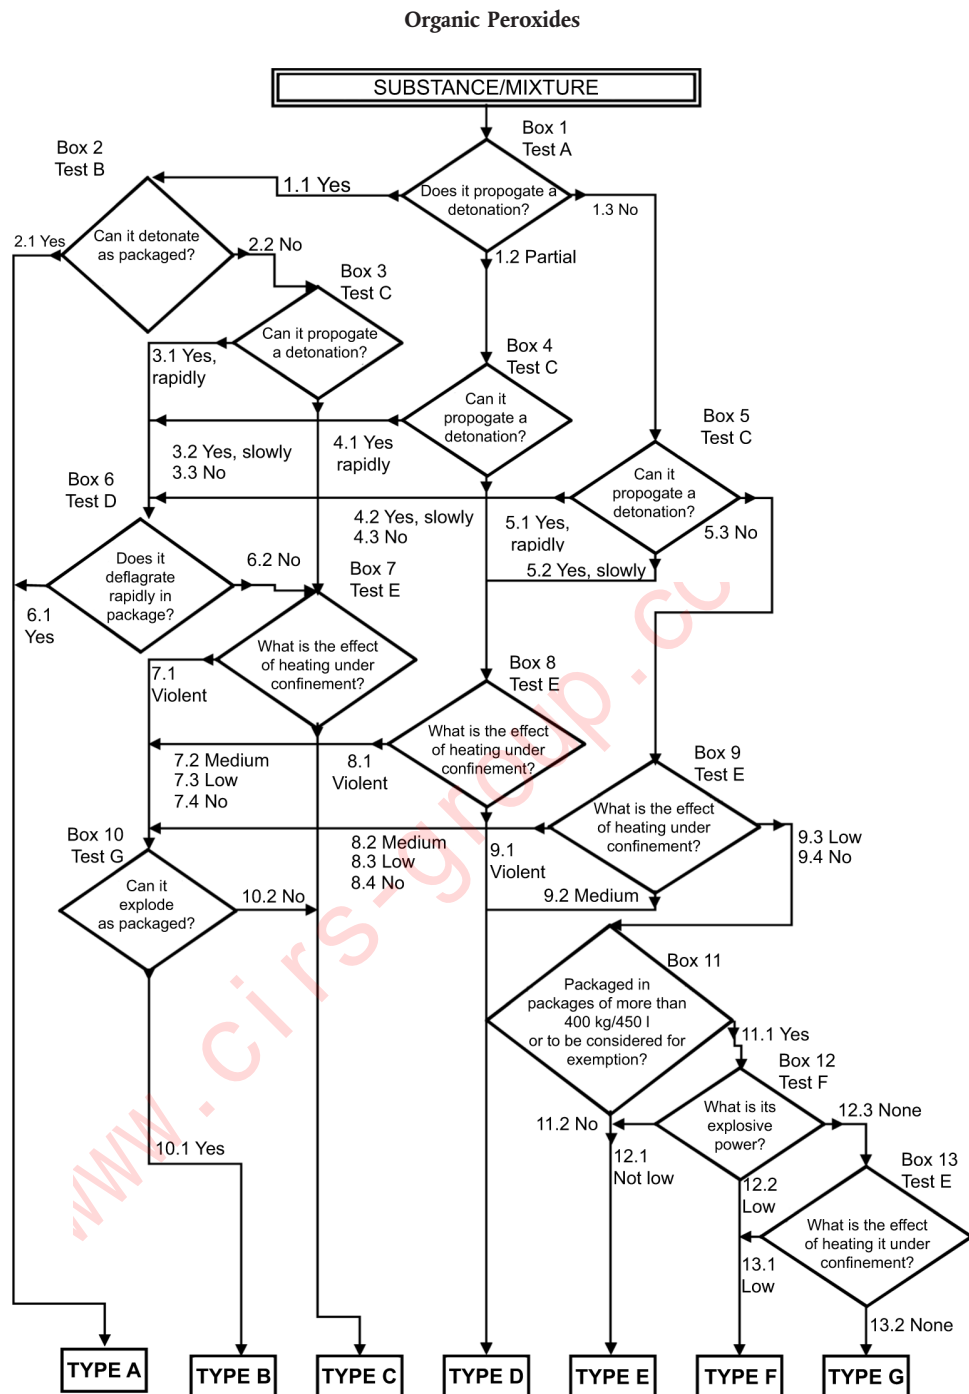 Organic Peroxides
SUBSTANCE/MIXTURE
Box 1
Test A
Does it propogate a
detonation?
1.1 Yes
1.2 Partial
1.3 No
Box 2
Test B
Can it detonate
as packaged?
2.1 Yes
2.2 No
Box 3
Test C
Can it propogate
a detonation?
3.1 Yes,
rapidly
3.2 Yes, slowly
3.3 No
Box 4
Test C
Can it
propogate a
detonation?
4.1 Yes
rapidly
4.2 Yes, slowly
4.3 No
Box 5
Test C
Can it
propogate a
detonation?
5.1 Yes,
rapidly
5.2 Yes, slowly
5.3 No
Box 6
Test D
Does it
deflagrate
rapidly in
package?
6.1
Yes
6.2 No
Box 7
Test E
What is the effect
of heating under
confinement?
7.1
Violent
7.2 Medium
7.3 Low
7.4 No
Box 8
Test E
What is the effect
of heating under
confinement?
8.1
Violent
8.2 Medium
8.3 Low
8.4 No
Box 9
Test E
What is the effect
of heating under
confinement?
9.1
Violent
9.2 Medium
9.3 Low
9.4 No
Box 10
Test G
Can it
explode
as packaged?
10.1 Yes
10.2 No
Box 11
Packaged in
packages of more than
400 kg/450 l
or to be considered for
exemption?
11.1 Yes
11.2 No
Box 12
Test F
What is its
explosive
power?
12.1
Not low
12.2
Low
12.3 None
Box 13
Test E
What is the effect
of heating it under
confinement?
13.1
Low
13.2 None
TYPE A
TYPE B
TYPE C
TYPE D
TYPE E
TYPE F
TYPE G
www.cirs-group.co